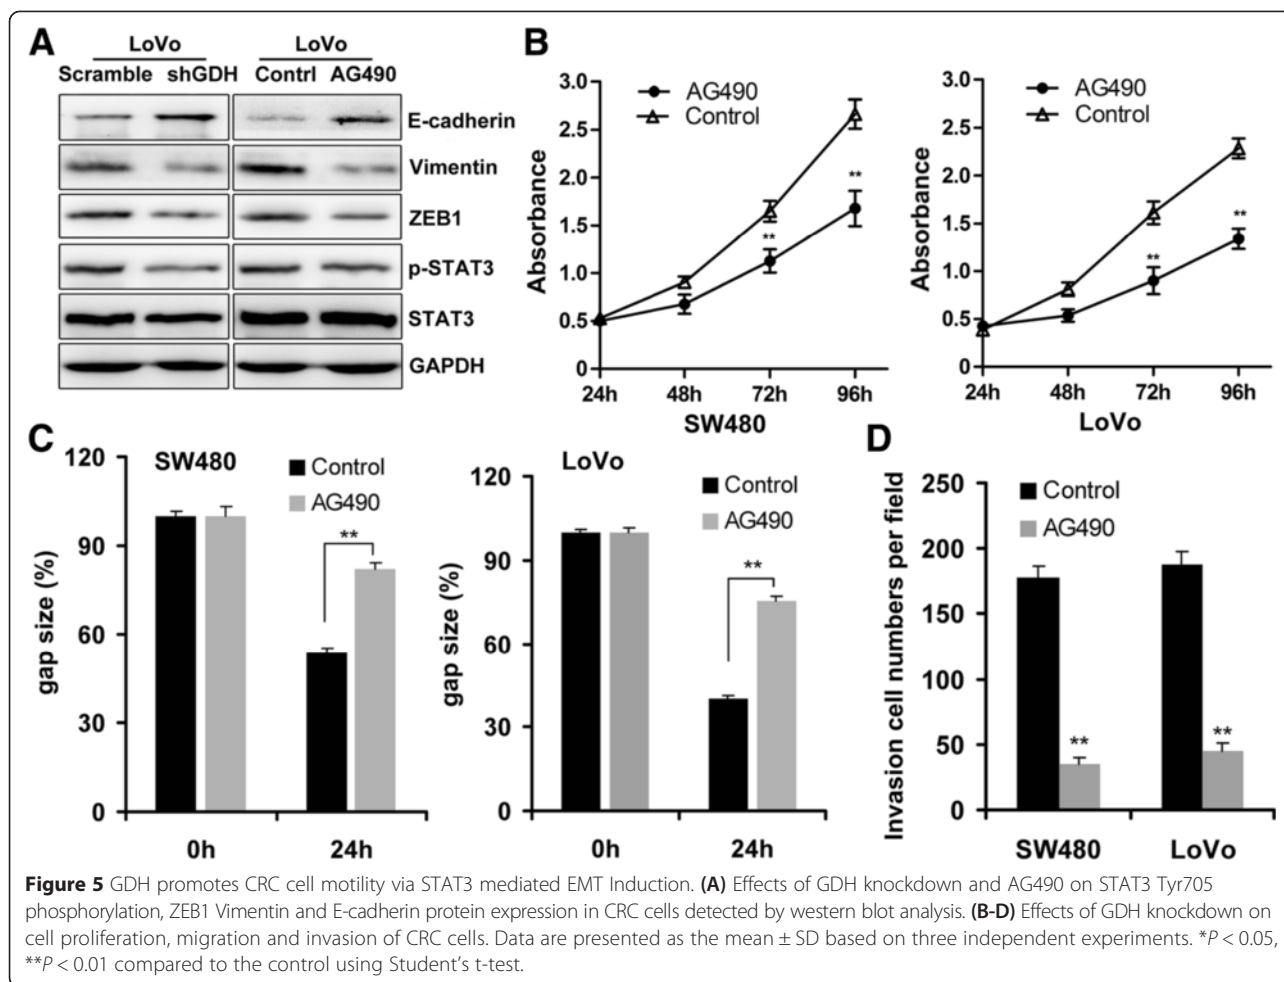 A
LoVo LoVo
Scramble shGDH Contrl AG490
E-cadherin
Vimentin
ZEB1
p-STAT3
STAT3
GAPDH
B
3.0
2.5
2.0
1.5
1.0
0.5
0
Absorbance
AG490
Control
**
**
24h 48h 72h 96h
SW480
3.0
2.5
2.0
1.5
1.0
0.5
0
Absorbance
AG490
Control
**
**
24h 48h 72h 96h
LoVo
C
120
90
60
30
0
gap size (%)
SW480
Control
AG490
**
0h 24h
120
90
60
30
0
gap size (%)
LoVo
Control
AG490
**
0h 24h
D
250
200
150
100
50
0
Invasion cell numbers per field
Control
AG490
**
**
SW480 LoVo
Figure 5 GDH promotes CRC cell motility via STAT3 mediated EMT Induction. (A) Effects of GDH knockdown and AG490 on STAT3 Tyr705
phosphorylation, ZEB1 Vimentin and E-cadherin protein expression in CRC cells detected by western blot analysis. (B-D) Effects of GDH knockdown on
cell proliferation, migration and invasion of CRC cells. Data are presented as the mean ± SD based on three independent experiments. *P < 0.05,
**P < 0.01 compared to the control using Student's t-test.